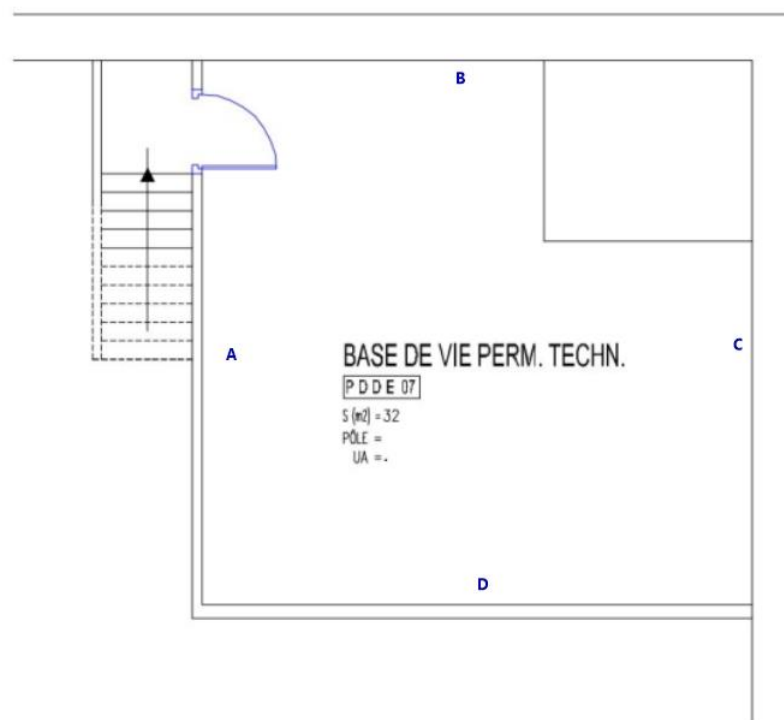 B
A
C
BASE DE VIE PERM. TECHN.
PDDE 07
S (m2) = 32
PÔLE =
UA = .
D